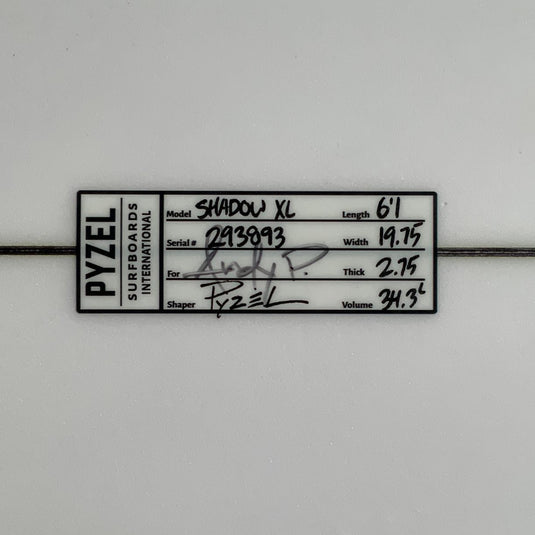 PYZEL
SURFBOARDS
INTERNATIONAL
Model SHADOW XL Length 6'1
Serial # 293893 Width 19.75
For Thick 2.75
Shaper PYZEL Volume 34.3L